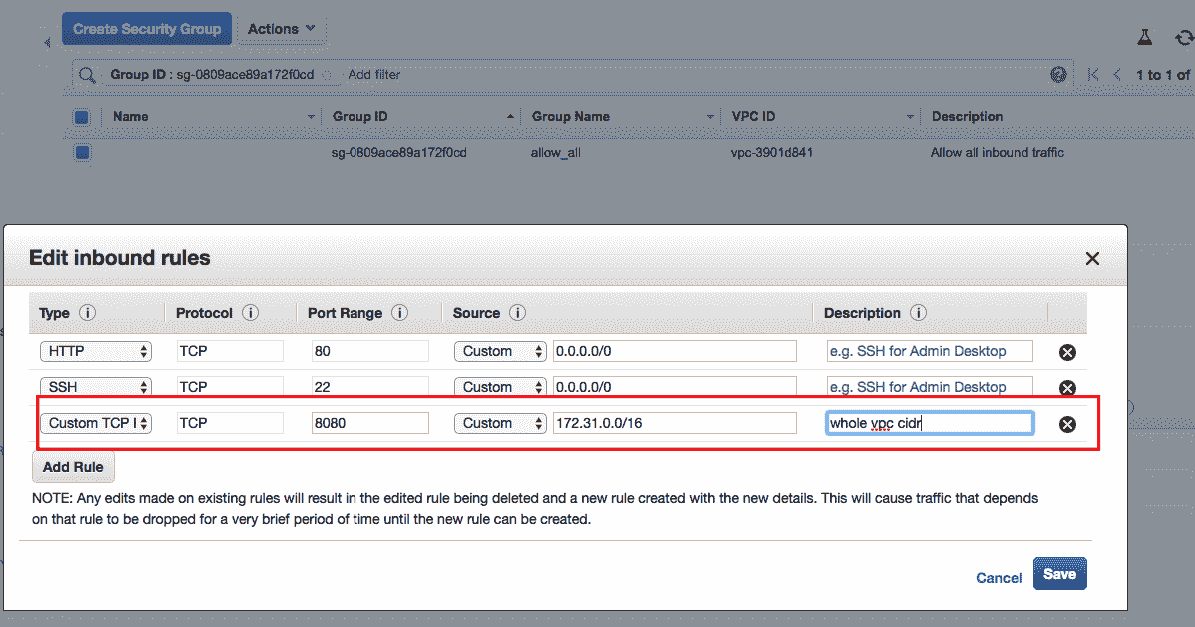 Create Security Group Actions
Group ID : sg-0809ace89a172f0cd Add filter 1 to 1 of
Name Group ID Group Name VPC ID Description
sg-0809ace89a172f0cd allow_all vpc-3901d841 Allow all inbound traffic
Edit inbound rules
Type Protocol Port Range Source Description
HTTP TCP 80 Custom 0.0.0.0/0 e.g. SSH for Admin Desktop
SSH TCP 22 Custom 0.0.0.0/0 e.g. SSH for Admin Desktop
Custom TCP TCP 8080 Custom 172.31.0.0/16 whole vpc cidr
Add Rule
NOTE: Any edits made on existing rules will result in the edited rule being deleted and a new rule created with the new details. This will cause traffic that depends
on that rule to be dropped for a very brief period of time until the new rule can be created.
Cancel Save